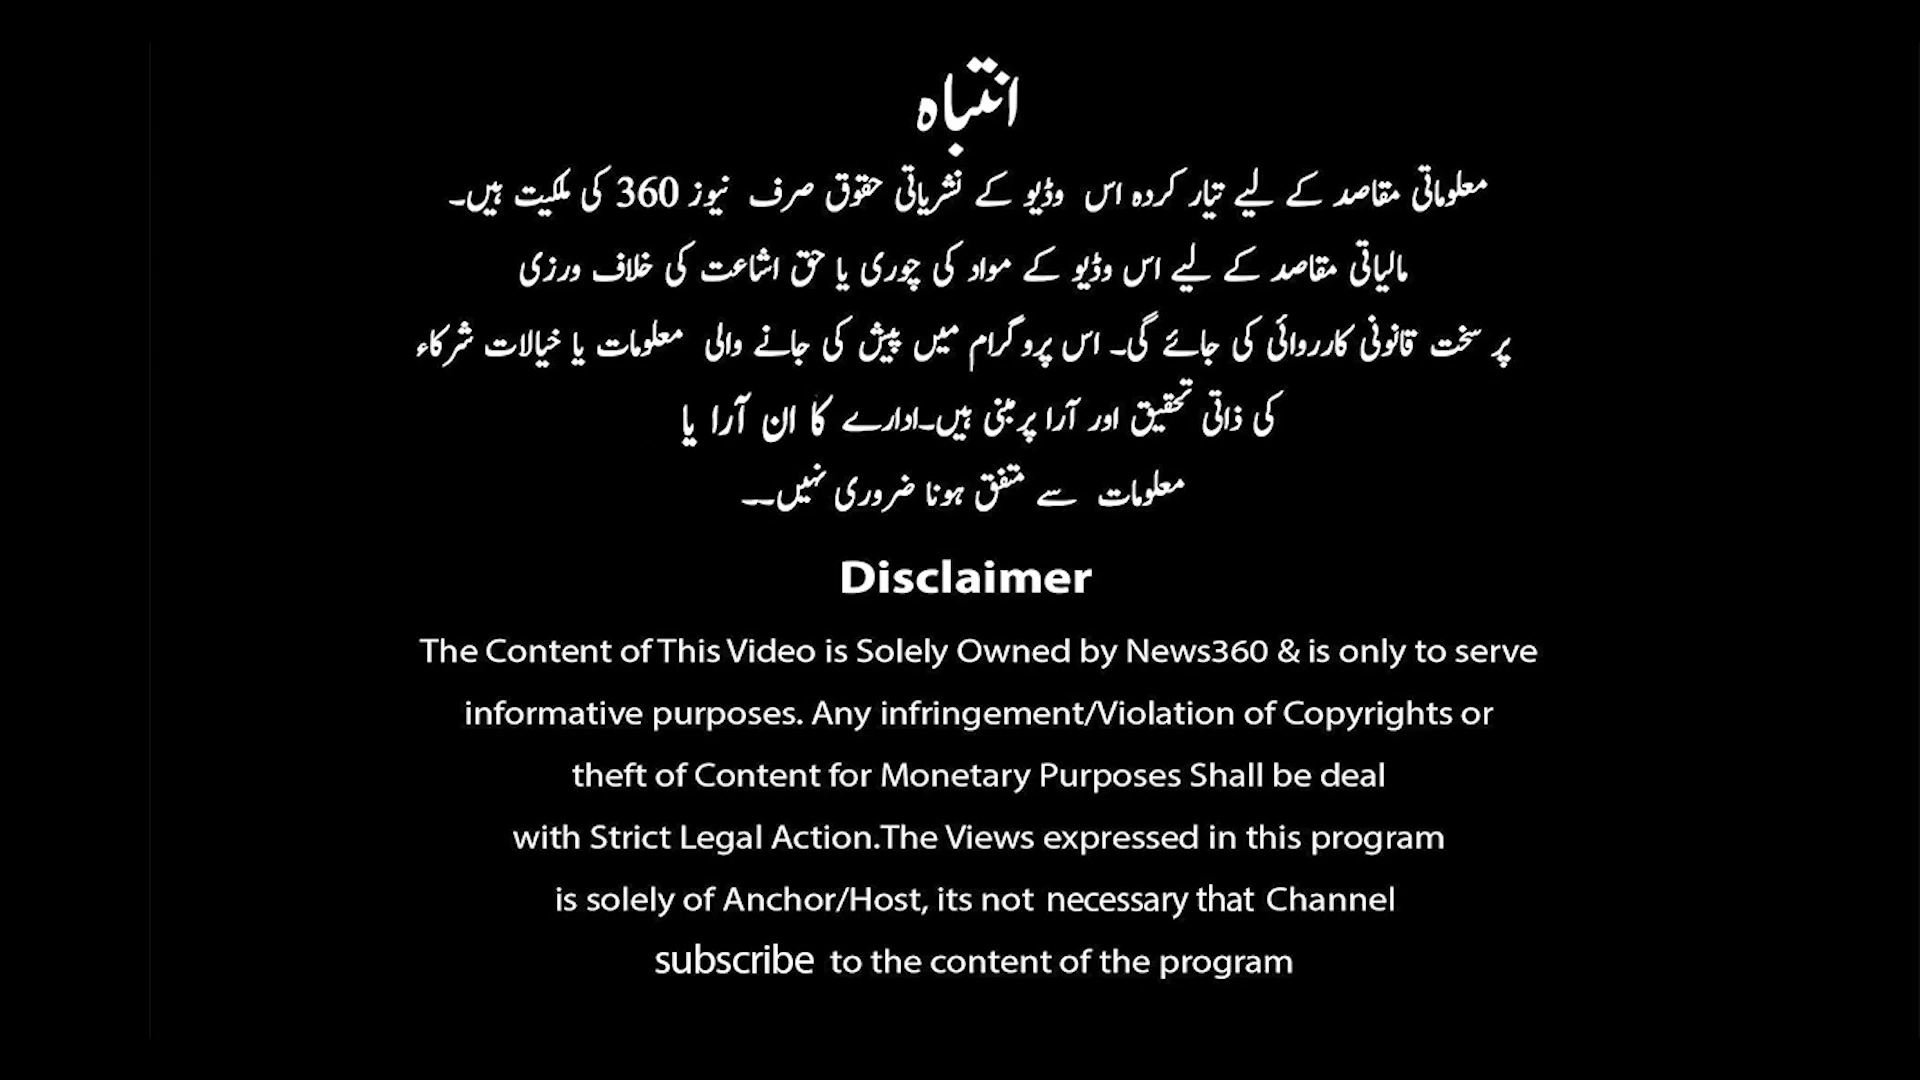 انتباہ
معلوماتی مقاصد کے لیے تیار کردہ اس وڈیو کے نشریاتی حقوق صرف نیوز 360 کی ملکیت ہیں۔
مالیاتی مقاصد کے لیے اس وڈیو کے مواد کی چوری یا حق اشاعت کی خلاف ورزی
پر سخت قانونی کارروائی کی جائے گی۔ اس پروگرام میں پیش کی جانے والی معلومات یا خیالات شرکاء
کی ذاتی تحقیق اور آرا پر مبنی ہیں۔ادارے کا ان آرا یا
معلومات سے متفق ہونا ضروری نہیں۔۔
Disclaimer
The Content of This Video is Solely Owned by News360 & is only to serve
informative purposes. Any infringement/Violation of Copyrights or
theft of Content for Monetary Purposes Shall be deal
with Strict Legal Action.The Views expressed in this program
is solely of Anchor/Host, its not necessary that Channel
subscribe to the content of the program